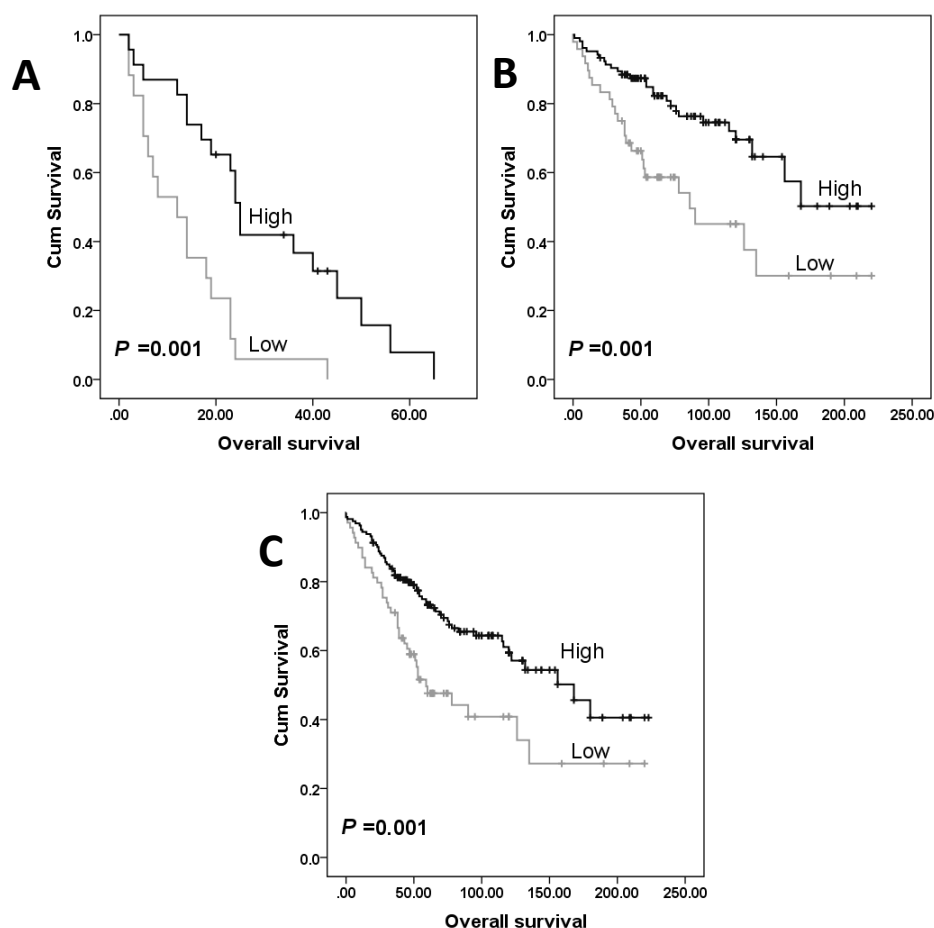 A
Cum Survival
1.0
0.8
0.6
0.4
0.2
0.0
High
Low
P =0.001
.00 20.00 40.00 60.00
Overall survival
B
Cum Survival
1.0
0.8
0.6
0.4
0.2
0.0
High
Low
P =0.001
.00 50.00 100.00 150.00 200.00 250.00
Overall survival
C
Cum Survival
1.0
0.8
0.6
0.4
0.2
0.0
High
Low
P =0.001
.00 50.00 100.00 150.00 200.00 250.00
Overall survival